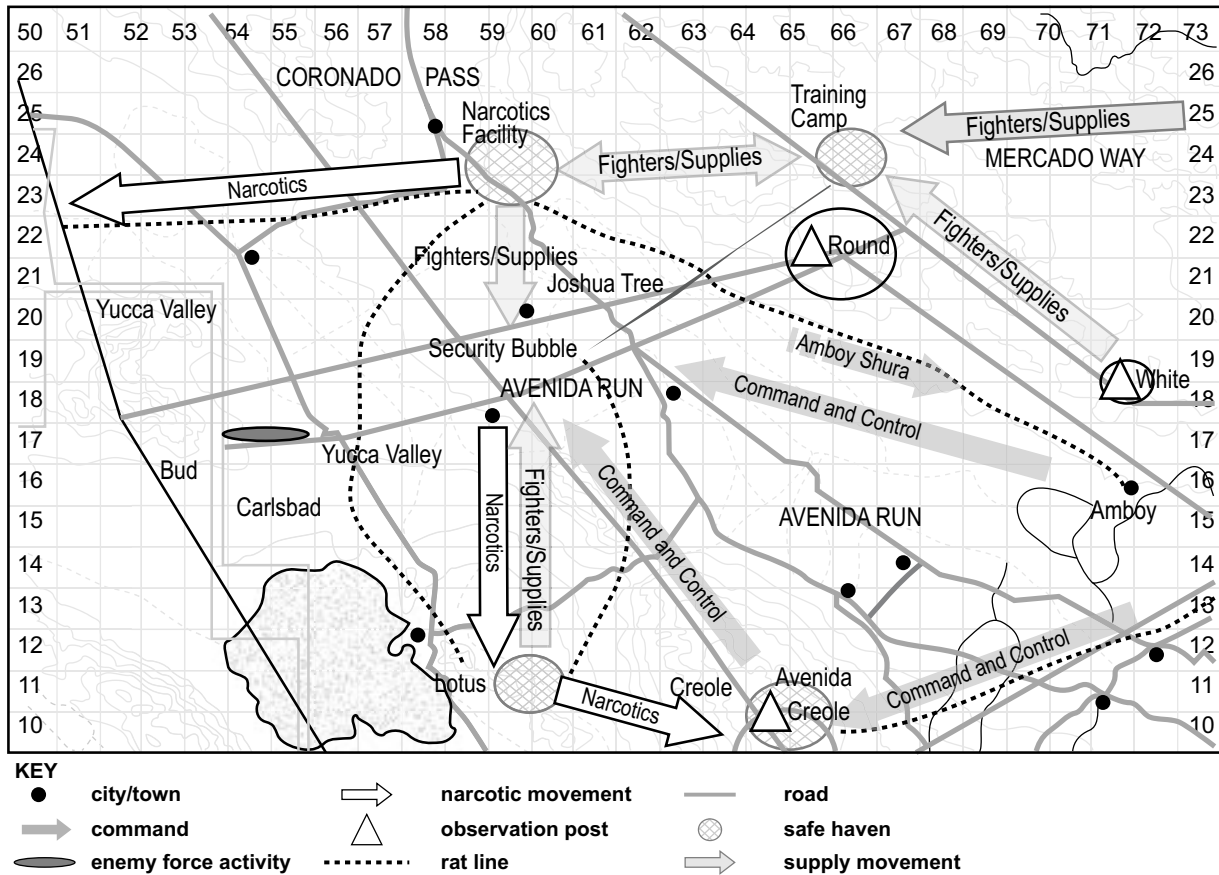 50 51 52 53 54 55 56 57 58 59 60 61 62 63 64 65 66 67 68 69 70 71 72 73
26 26
CORONADO PASS
Narcotics
Facility
Training
Camp
25 25
Fighters/Supplies
24 24
Fighters/Supplies
MERCADO WAY
Narcotics
23 23
22 22
Round
Fighters/Supplies
Fighters/Supplies
21 21
Joshua Tree
Yucca Valley
20 20
Security Bubble
Amboy Shura
19 19
White
AVENIDA RUN
Command and Control
18 18
17 17
Yucca Valley
Bud
16 16
Carlsbad
Narcotics
Fighters/Supplies
Command and Control
AVENIDA RUN
Amboy
15 15
14 14
13 13
12 12
Command and Control
Lotus
Creole
Avenida
Creole
11 11
Narcotics
10 10
KEY
city/town
narcotic movement
road
command
observation post
safe haven
enemy force activity
rat line
supply movement